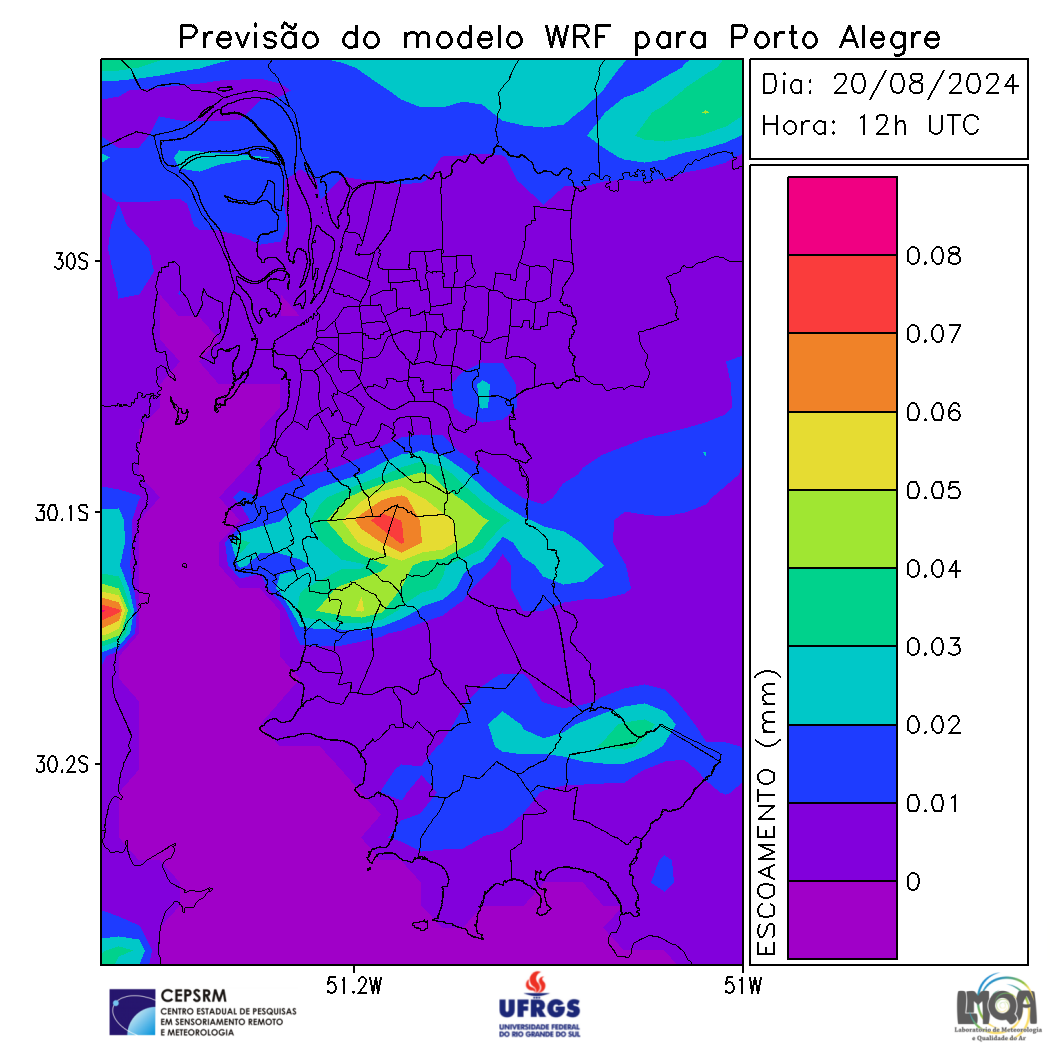 Previsão do modelo WRF para Porto Alegre
Dia: 20/08/2024
Hora: 12h UTC
30S
30.1S
30.2S
51.2W
51W
ESCOAMENTO (mm)
0.08
0.07
0.06
0.05
0.04
0.03
0.02
0.01
0
CEPSRM
CENTRO ESTADUAL DE PESQUISAS
EM SENSORIAMENTO REMOTO
E METEOROLOGIA
UFRGS
UNIVERSIDADE FEDERAL
DO RIO GRANDE DO SUL
LMQA
Laboratório de Meteorologia
e Qualidade do Ar